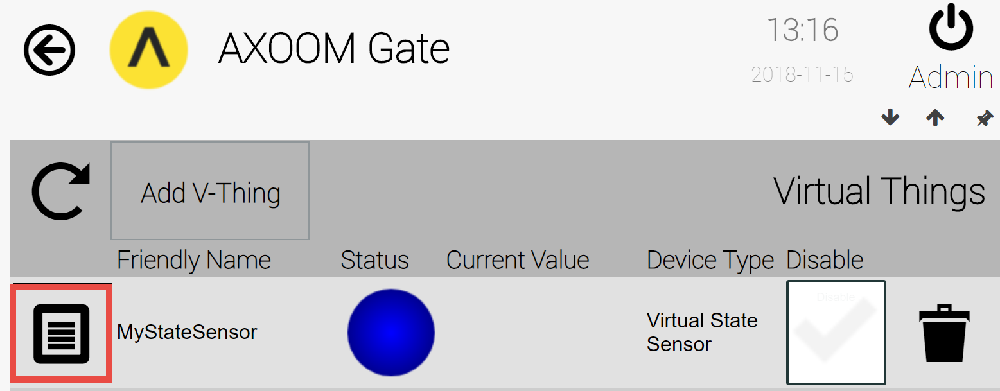 AXOOM Gate
13:16
2018-11-15
Admin
Add V-Thing
Virtual Things
Friendly Name Status Current Value Device Type Disable
MyStateSensor
Virtual State
Sensor
Disable